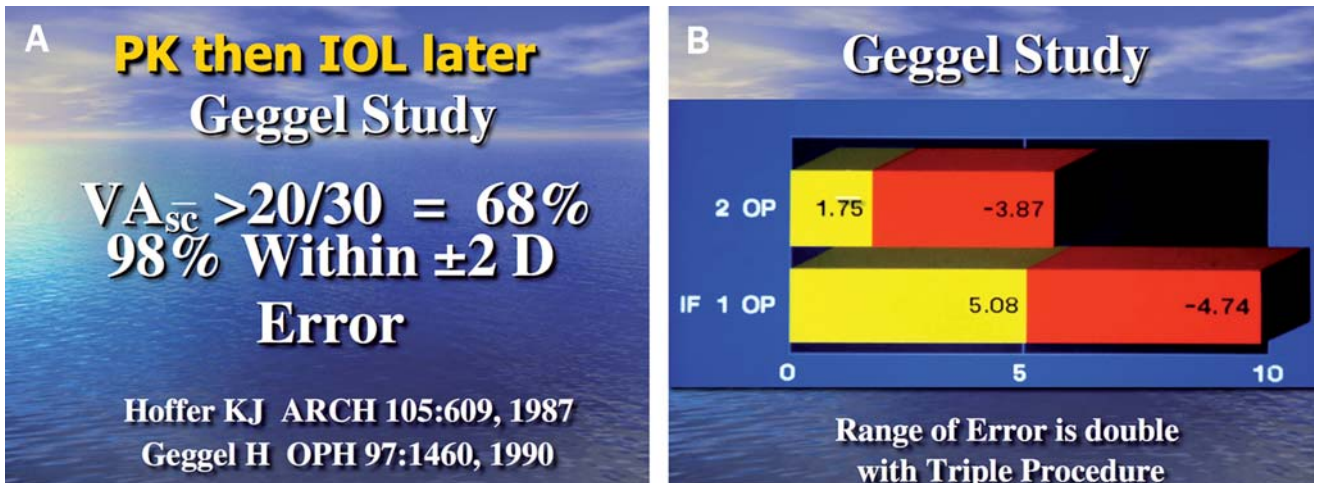 A
PK then IOL later
Geggel Study
VAsc̅ >20/30 = 68%
98% Within ±2 D
Error
Hoffer KJ ARCH 105:609, 1987
Geggel H OPH 97:1460, 1990
B
Geggel Study
2 OP 1.75 -3.87
IF 1 OP 5.08 -4.74
0 5 10
Range of Error is double
with Triple Procedure